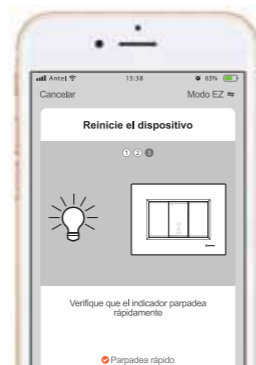 Antel 15:38 63%
Cancelar Modo EZ
Reinicie el dispositivo
1 2 3
Verifique que el indicador parpadea
rápidamente
Parpadea rápido